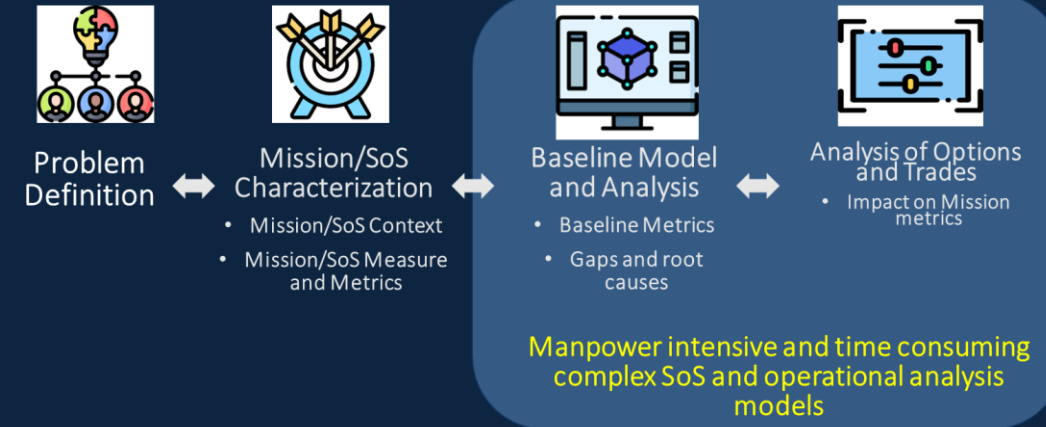 Problem
Definition
Mission/SoS
Characterization
• Mission/SoS Context
• Mission/SoS Measure
and Metrics
Baseline Model
and Analysis
• Baseline Metrics
• Gaps and root
causes
Analysis of Options
and Trades
• Impact on Mission
metrics
Manpower intensive and time consuming
complex SoS and operational analysis
models